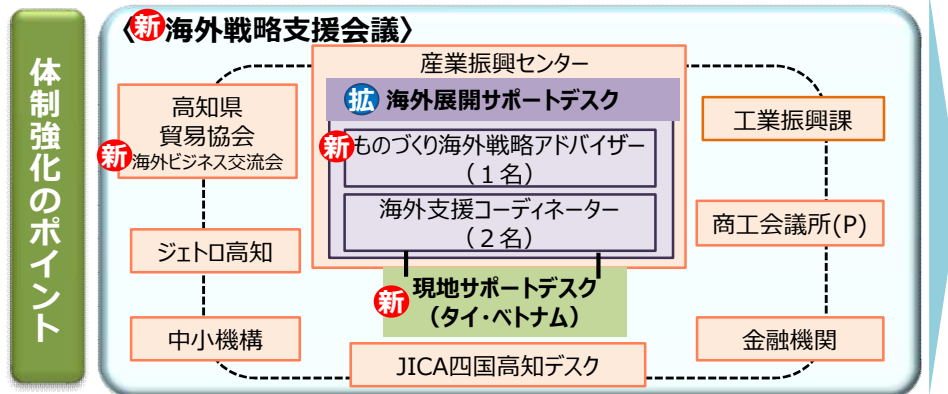 体制強化のポイント
〈新海外戦略支援会議〉
産業振興センター
拡 海外展開サポートデスク
新 ものづくり海外戦略アドバイザー
（１名）
海外支援コーディネーター
（２名）
新 現地サポートデスク
（タイ・ベトナム）
高知県
貿易協会
新 海外ビジネス交流会
ジェトロ高知
中小機構
JICA四国高知デスク
工業振興課
商工会議所(P)
金融機関